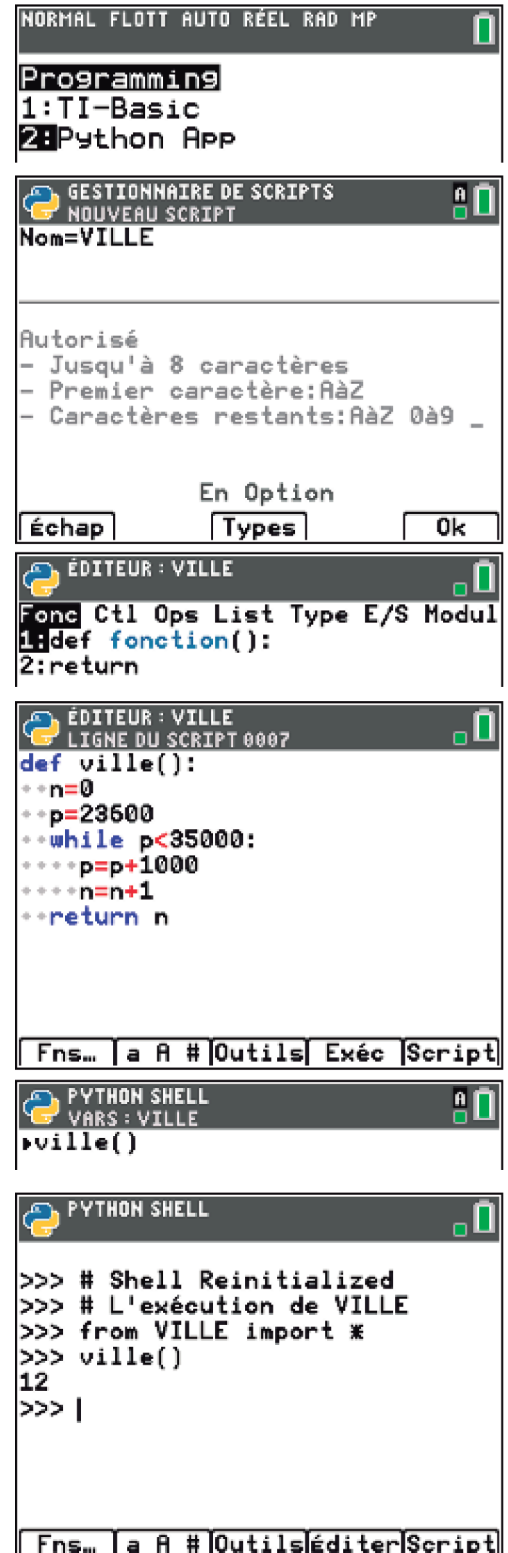 NORMAL FLOTT AUTO RÉEL RAD MP
Programming
1:TI-Basic
2:Python App
GESTIONNAIRE DE SCRIPTS
NOUVEAU SCRIPT
A
Nom=VILLE
Autorisé
- Jusqu'à 8 caractères
- Premier caractère:AàZ
- Caractères restants:AàZ 0à9 _
En Option
Échap Types Ok
ÉDITEUR : VILLE
Fonc Ctl Ops List Type E/S Modul
1:def fonction():
2:return
ÉDITEUR : VILLE
LIGNE DU SCRIPT 0007
def ville():
n=0
p=23600
while p<35000:
p=p+1000
n=n+1
return n
Fns… a A # Outils Exéc Script
PYTHON SHELL
VARS : VILLE
A
ville()
PYTHON SHELL
>>> # Shell Reinitialized
>>> # L'exécution de VILLE
>>> from VILLE import *
>>> ville()
12
>>> |
Fns… a A # Outils Éditer Script